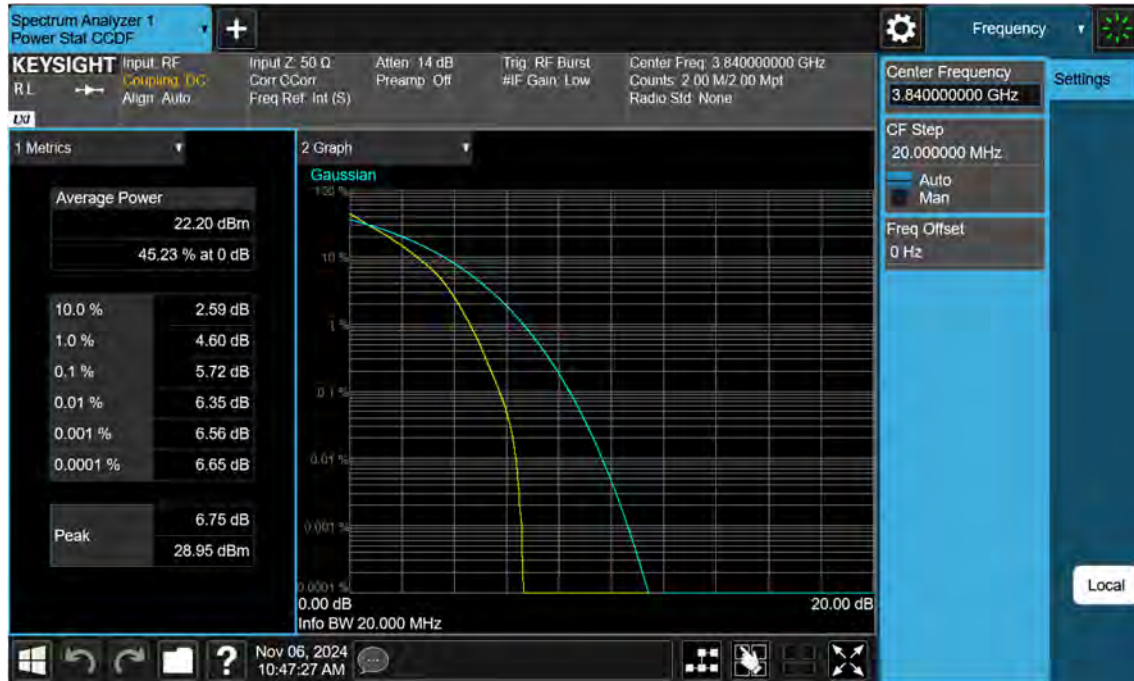 Spectrum Analyzer 1
Power Stat CCDF
Frequency
KEYSIGHT
RL
LXI
Input: RF
Coupling: DC
Align: Auto
Input Z: 50 Ω
Corr CCorr
Freq Ref: Int (S)
Atten: 14 dB
Preamp: Off
Trig: RF Burst
#IF Gain: Low
Center Freq: 3.840000000 GHz
Counts: 2.00 M/2.00 Mpt
Radio Std: None
Center Frequency
3.840000000 GHz
Settings
CF Step
20.000000 MHz
Auto
Man
Freq Offset
0 Hz
1 Metrics
Average Power
22.20 dBm
45.23 % at 0 dB
10.0 % 2.59 dB
1.0 % 4.60 dB
0.1 % 5.72 dB
0.01 % 6.35 dB
0.001 % 6.56 dB
0.0001 % 6.65 dB
Peak
6.75 dB
28.95 dBm
2 Graph
Gaussian
100 %
10 %
1 %
0.1 %
0.01 %
0.001 %
0.0001 %
0.00 dB 20.00 dB
Info BW 20.000 MHz
Local
Nov 06, 2024
10:47:27 AM